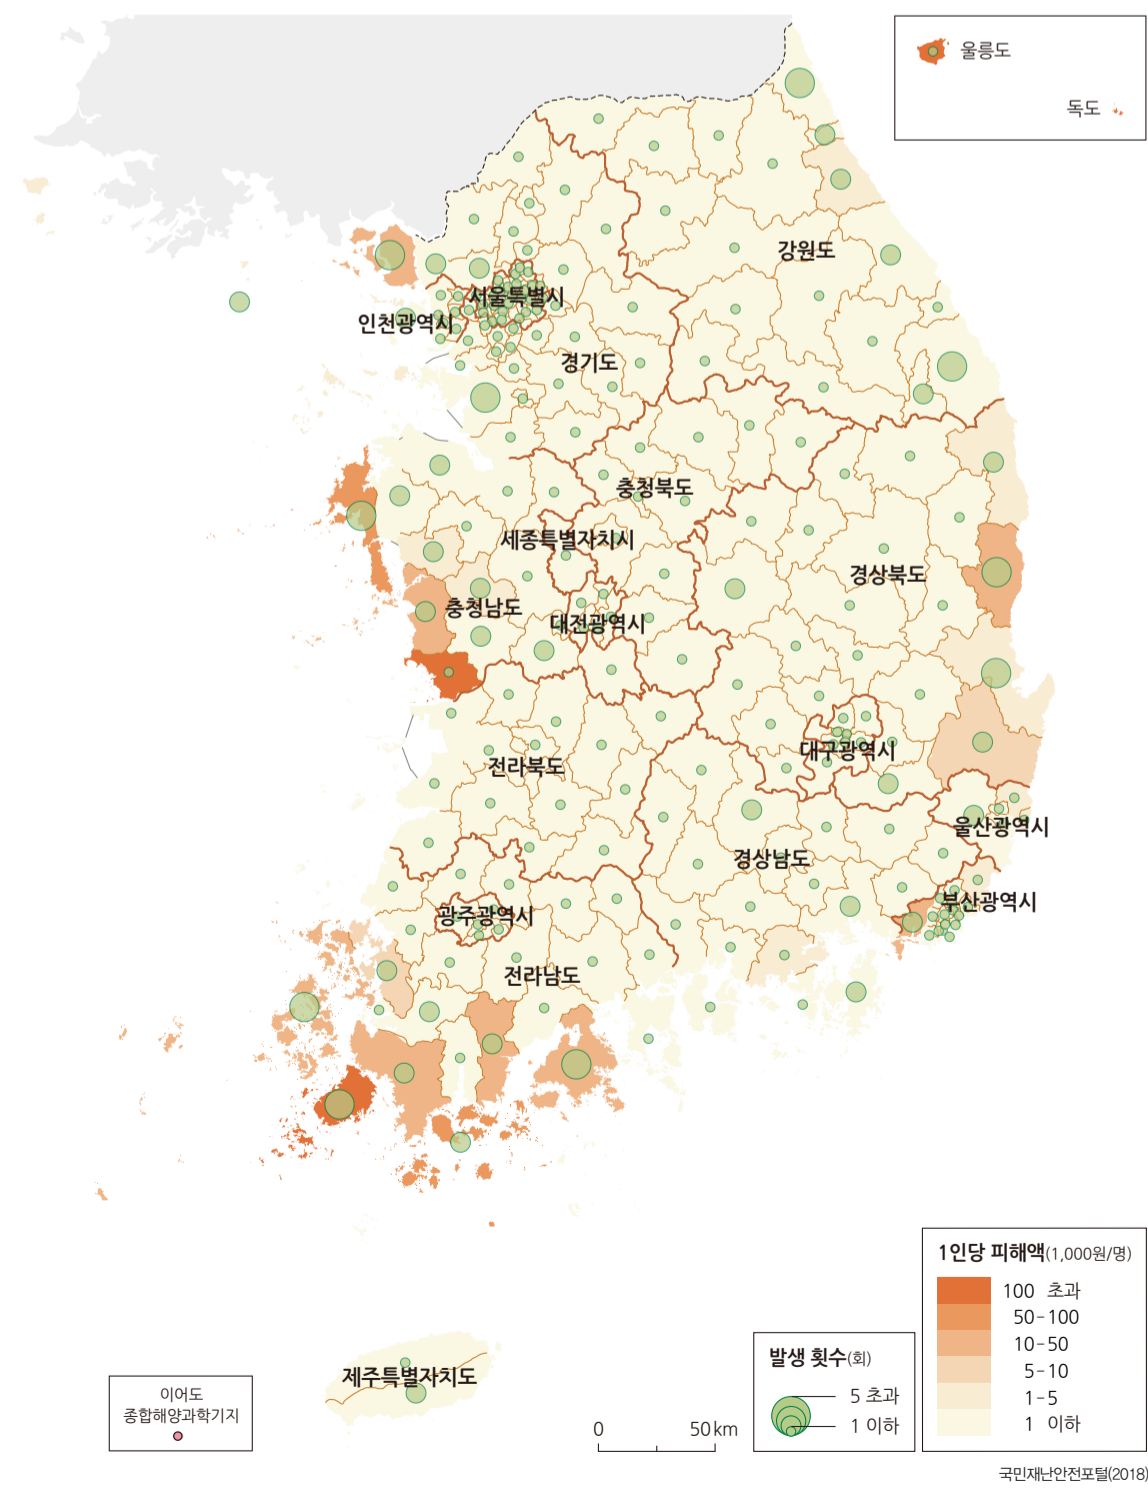 울릉도
독도
강원도
서울특별시
인천광역시
경기도
충청북도
세종특별자치시
경상북도
충청남도
대전광역시
대구광역시
전라북도
울산광역시
경상남도
부산광역시
광주광역시
전라남도
제주특별자치도
이어도
종합해양과학기지
0 50 km
발생 횟수(회)
5 초과
1 이하
1인당 피해액(1,000원/명)
100 초과
50-100
10-50
5-10
1-5
1 이하
국민재난안전포털(2018)